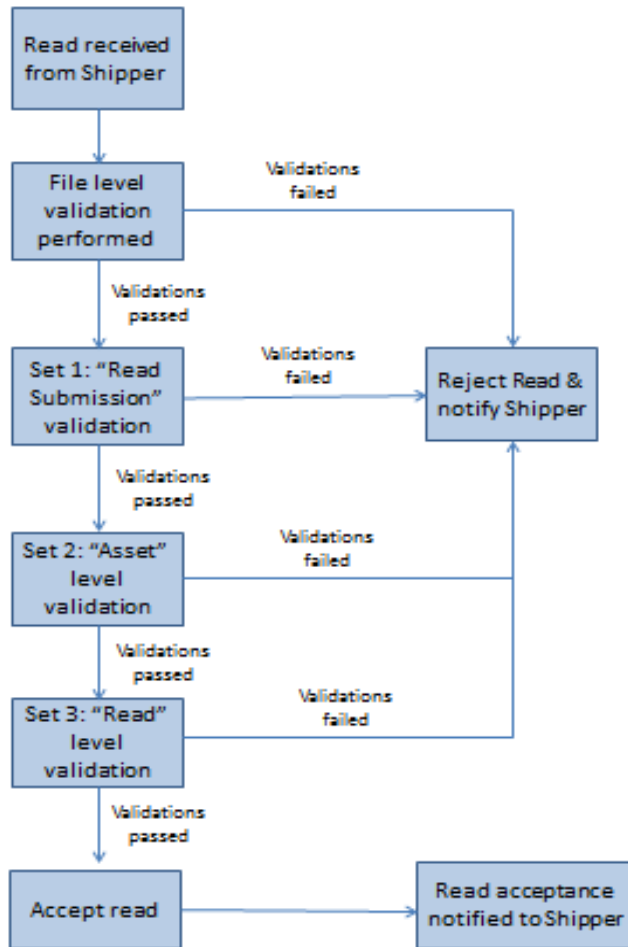 Read received
from Shipper
File level
validation
performed
Validations
failed
Validations
passed
Set 1: “Read
Submission”
validation
Validations
failed
Reject Read &
notify Shipper
Validations
passed
Set 2: “Asset”
level
validation
Validations
failed
Validations
passed
Set 3: “Read”
level
validation
Validations
failed
Validations
passed
Accept read
Read acceptance
notified to Shipper